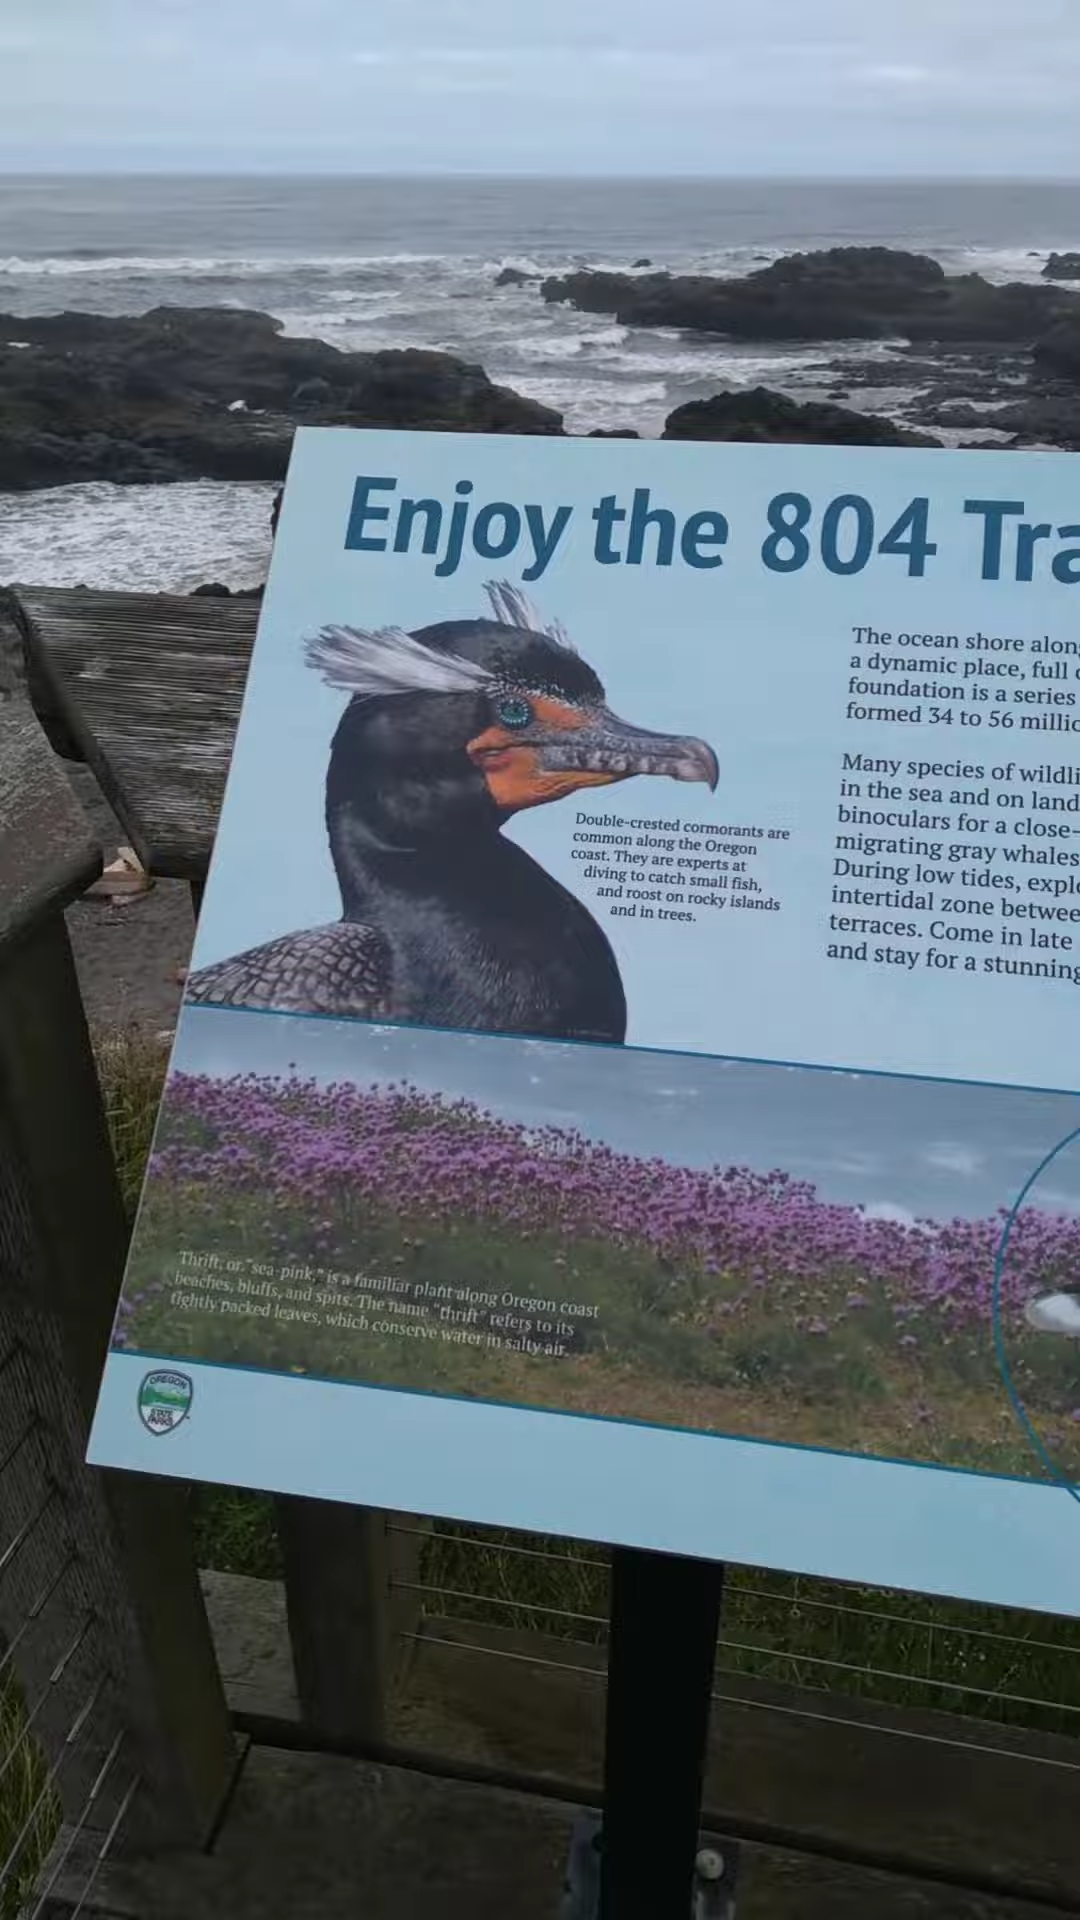 Enjoy the 804 Tra
The ocean shore along
a dynamic place, full
foundation is a series
formed 34 to 56 millio
Many species of wildli
in the sea and on land
binoculars for a close-
migrating gray whales
During low tides, explo
intertidal zone betwee
terraces. Come in late
and stay for a stunning
Double-crested cormorants are
common along the Oregon
coast. They are experts at
diving to catch small fish,
and roost on rocky islands
and in trees.
Thrift, or "sea-pink," is a familiar plant along Oregon coast
beaches, bluffs, and spits. The name "thrift" refers to its
tightly packed leaves, which conserve water in salty air.
OREGON
STATE
PARKS